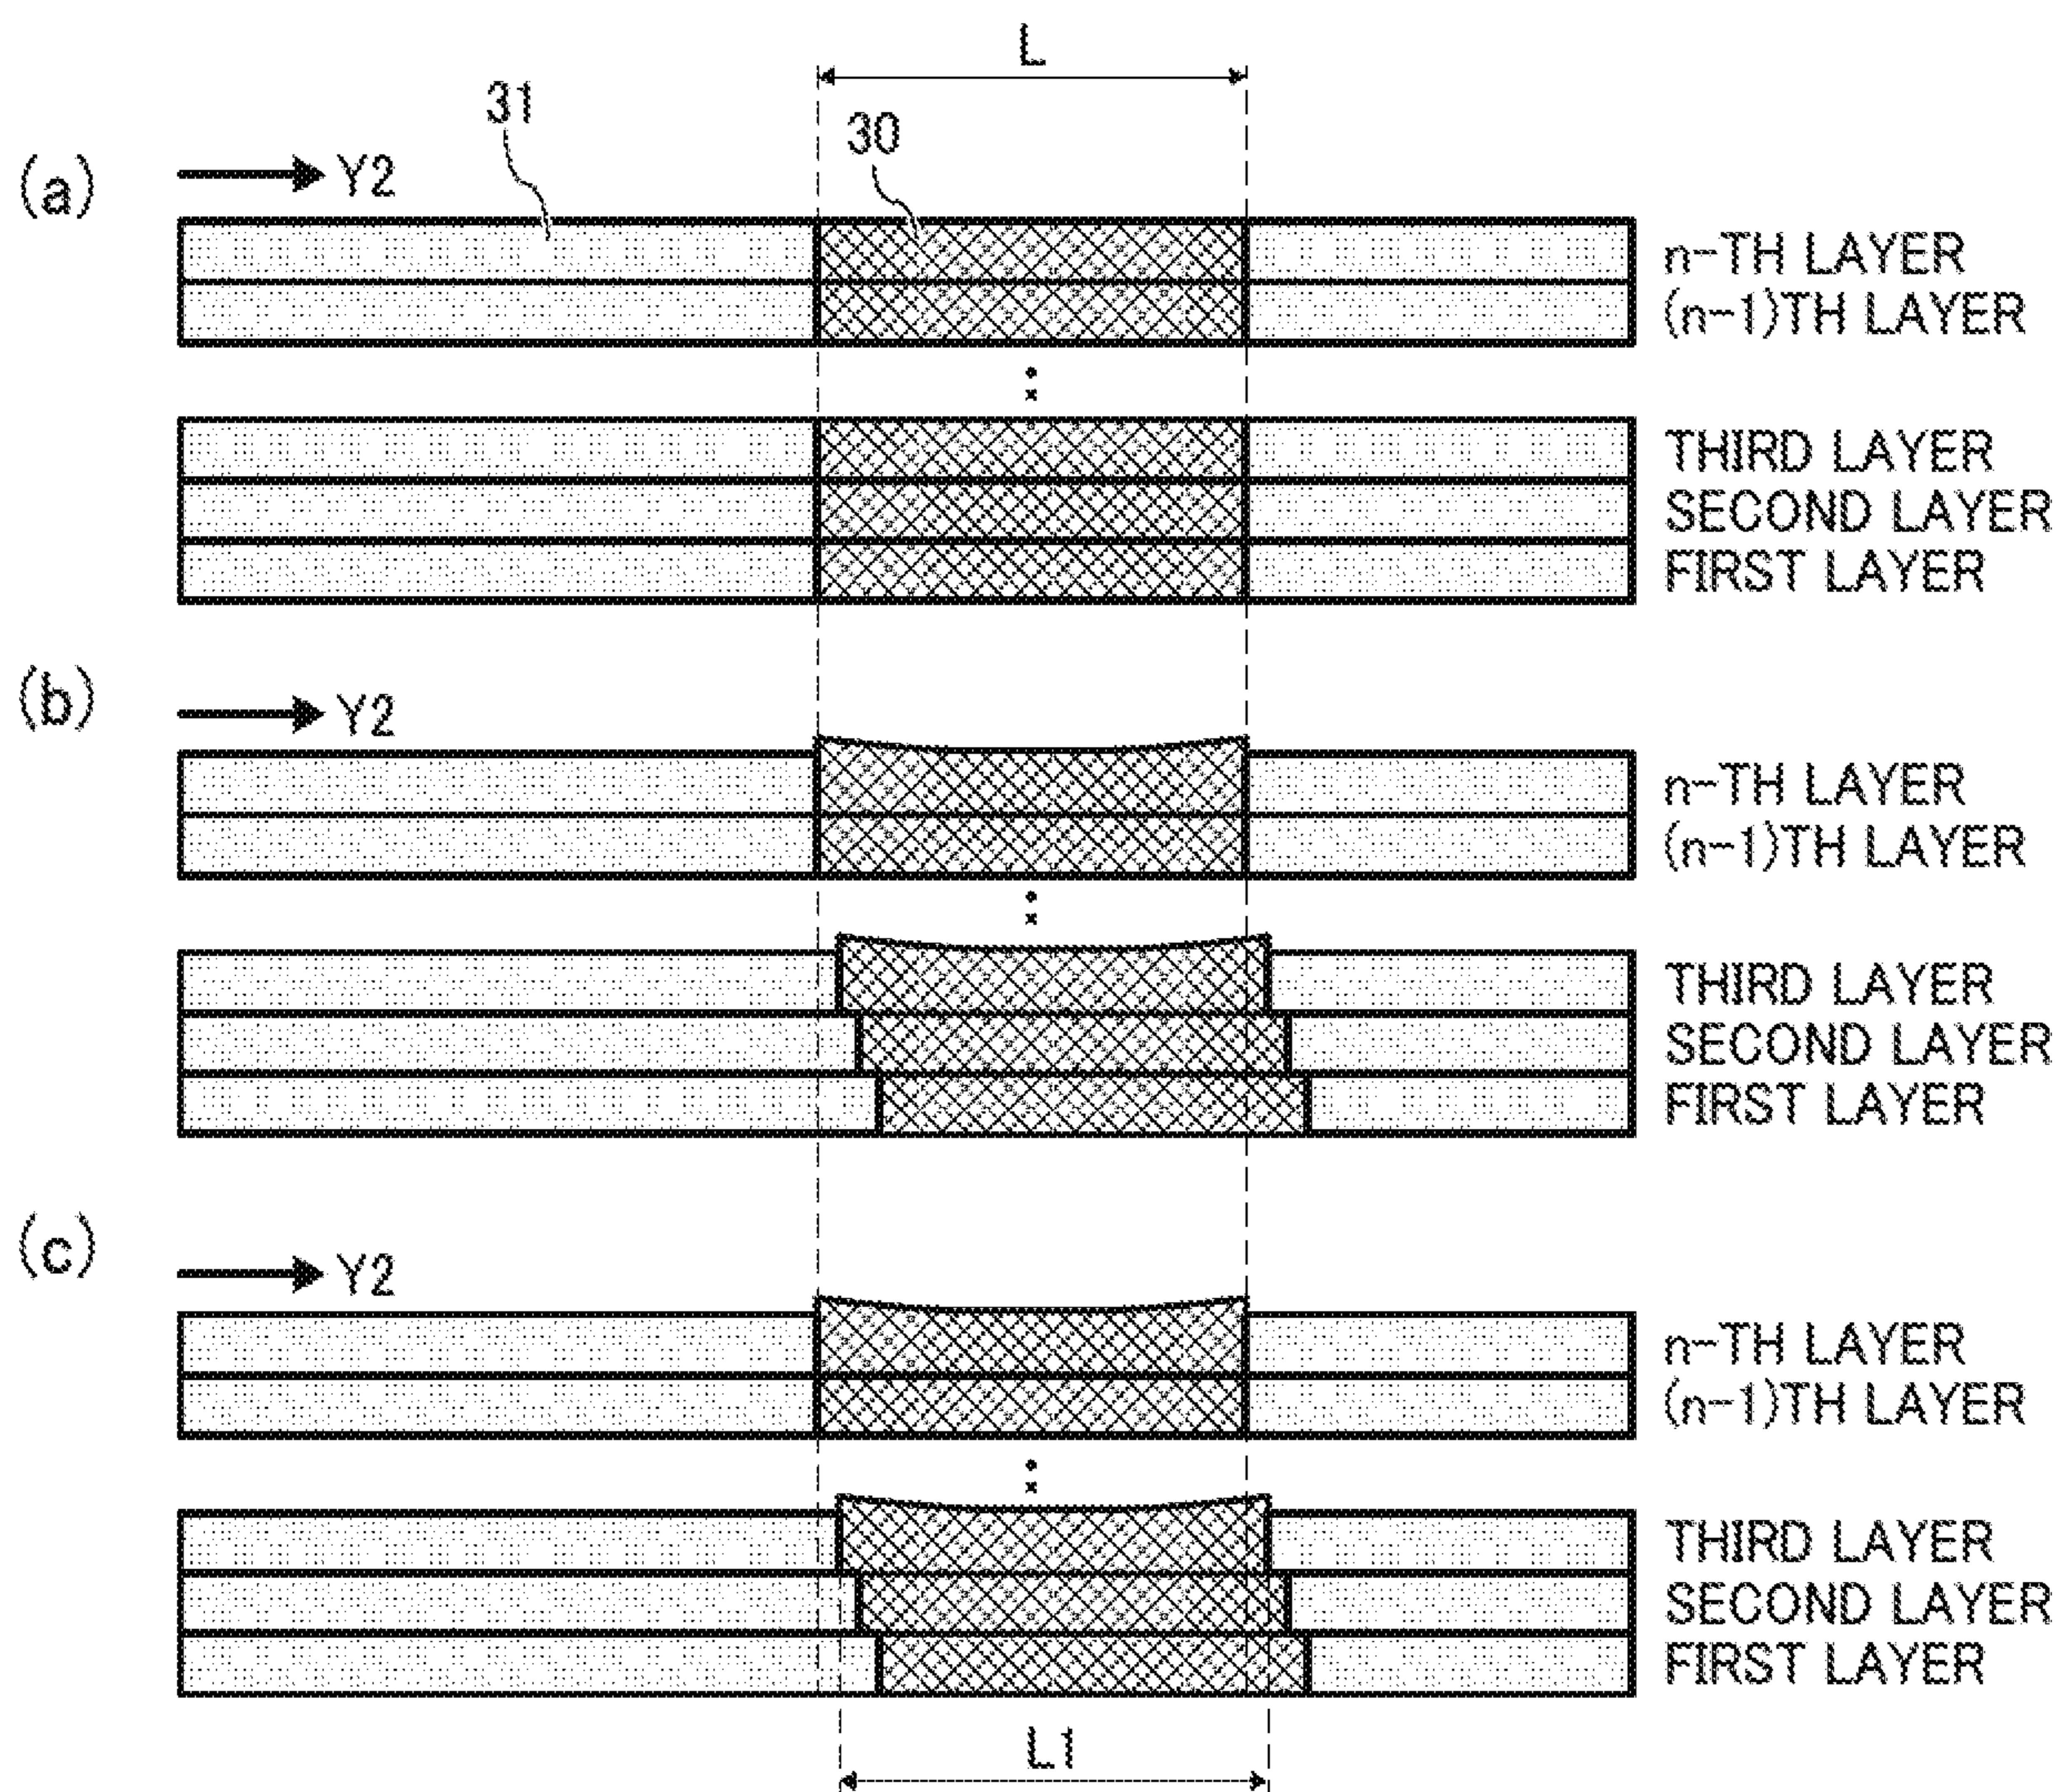 L
31
30
(a)
Y2
n-TH LAYER
(n-1)TH LAYER
THIRD LAYER
SECOND LAYER
FIRST LAYER
(b)
Y2
n-TH LAYER
(n-1)TH LAYER
THIRD LAYER
SECOND LAYER
FIRST LAYER
(c)
Y2
n-TH LAYER
(n-1)TH LAYER
THIRD LAYER
SECOND LAYER
FIRST LAYER
L1